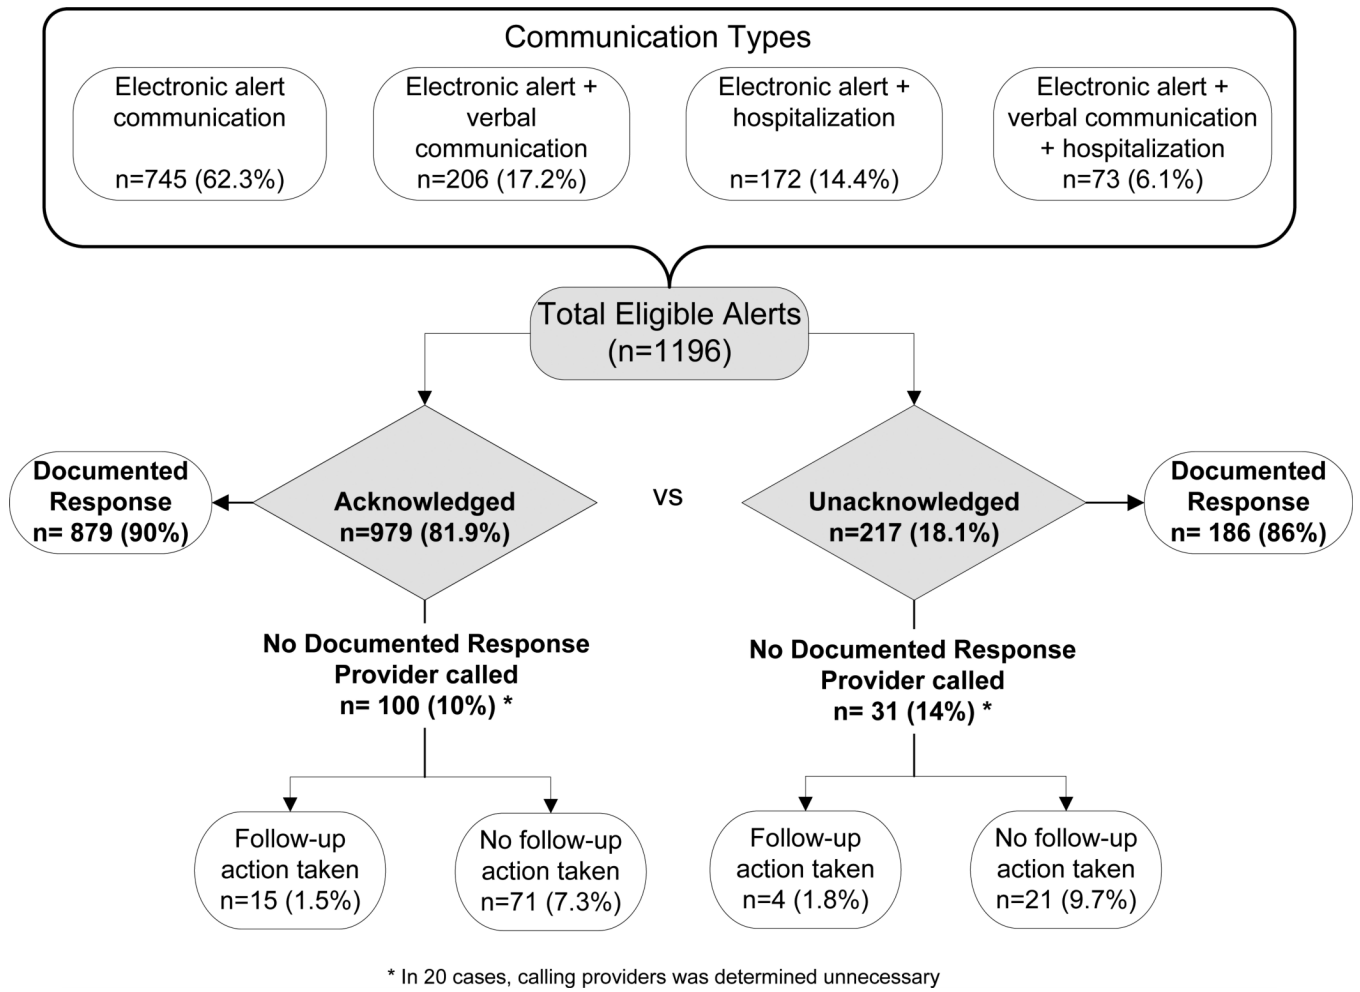 Communication Types
Electronic alert
communication
n=745 (62.3%)
Electronic alert +
verbal
communication
n=206 (17.2%)
Electronic alert +
hospitalization
n=172 (14.4%)
Electronic alert +
verbal communication
+ hospitalization
n=73 (6.1%)
Total Eligible Alerts
(n=1196)
Documented
Response
n= 879 (90%)
Acknowledged
n=979 (81.9%)
vs
Unacknowledged
n=217 (18.1%)
Documented
Response
n= 186 (86%)
No Documented Response
Provider called
n= 100 (10%) *
No Documented Response
Provider called
n= 31 (14%) *
Follow-up
action taken
n=15 (1.5%)
No follow-up
action taken
n=71 (7.3%)
Follow-up
action taken
n=4 (1.8%)
No follow-up
action taken
n=21 (9.7%)
* In 20 cases, calling providers was determined unnecessary